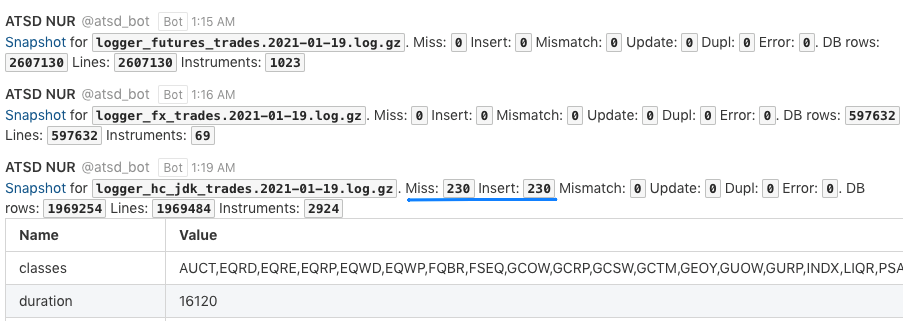 ATSD NUR @atsd_bot Bot 1:15 AM
Snapshot for logger_futures_trades.2021-01-19.log.gz. Miss: 0 Insert: 0 Mismatch: 0 Update: 0 Dupl: 0 Error: 0. DB rows:
2607130 Lines: 2607130 Instruments: 1023
ATSD NUR @atsd_bot Bot 1:16 AM
Snapshot for logger_fx_trades.2021-01-19.log.gz. Miss: 0 Insert: 0 Mismatch: 0 Update: 0 Dupl: 0 Error: 0. DB rows: 597632
Lines: 597632 Instruments: 69
ATSD NUR @atsd_bot Bot 1:19 AM
Snapshot for logger_hc_jdk_trades.2021-01-19.log.gz. Miss: 230 Insert: 230 Mismatch: 0 Update: 0 Dupl: 0 Error: 0. DB
rows: 1969254 Lines: 1969484 Instruments: 2924
Name Value
classes AUCT,EQRD,EQRE,EQRP,EQWD,EQWP,FQBR,FSEQ,GCOW,GCRP,GCSW,GCTM,GEOY,GUOW,GURP,INDX,LIQR,PSA
duration 16120